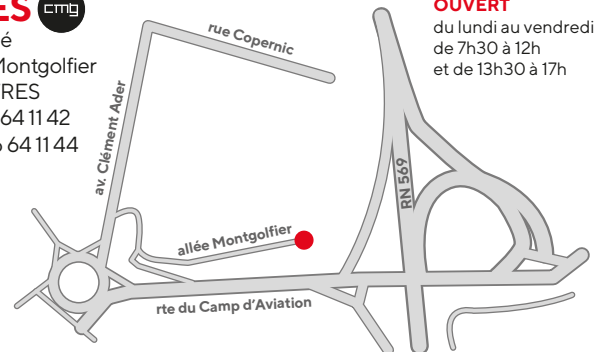 ES cmg
é
Montgolfier
RES
64 11 42
64 11 44
OUVERT
du lundi au vendredi
de 7h30 à 12h
et de 13h30 à 17h
rue Copernic
av. Clément Ader
RN 569
allée Montgolfier
rte du Camp d'Aviation